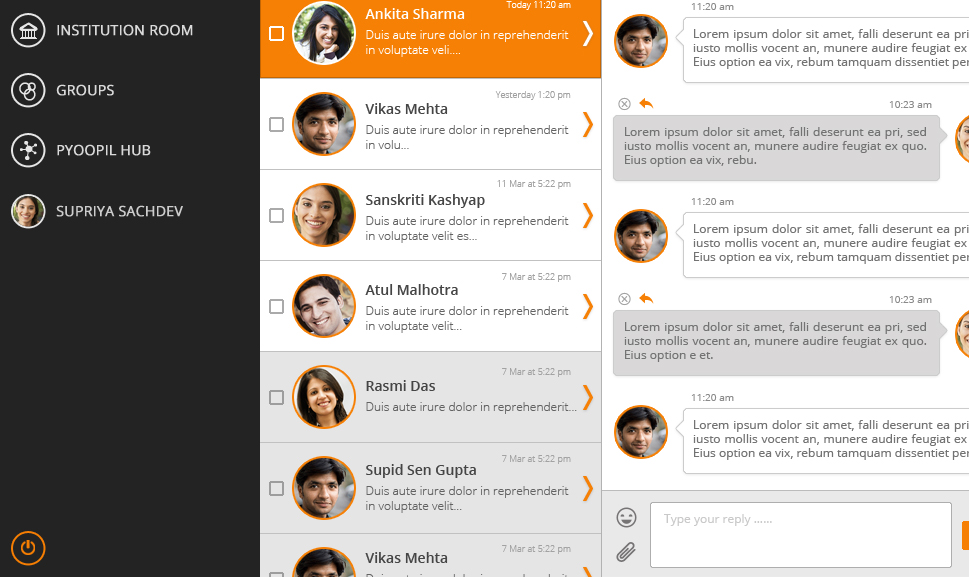 INSTITUTION ROOM
GROUPS
PYOOPIL HUB
SUPRIYA SACHDEV
Today 11:20 am
Ankita Sharma
Duis aute irure dolor in reprehenderit
in voluptate veli....
Yesterday 1:20 pm
Vikas Mehta
Duis aute irure dolor in reprehenderit
in volu...
11 Mar at 5:22 pm
Sanskriti Kashyap
Duis aute irure dolor in reprehenderit
in voluptate velit es...
7 Mar at 5:22 pm
Atul Malhotra
Duis aute irure dolor in reprehenderit
in voluptate velit...
7 Mar at 5:22 pm
Rasmi Das
Duis aute irure dolor in reprehenderit...
7 Mar at 5:22 pm
Supid Sen Gupta
Duis aute irure dolor in reprehenderit
in voluptate velit...
7 Mar at 5:22 pm
Vikas Mehta
11:20 am
Lorem ipsum dolor sit amet, falli deserunt ea pri
iusto mollis vocent an, munere audire feugiat ex
Eius option ea vix, rebum tamquam dissentiet per
10:23 am
Lorem ipsum dolor sit amet, falli deserunt ea pri, sed
iusto mollis vocent an, munere audire feugiat ex quo.
Eius option ea vix, rebu.
11:20 am
Lorem ipsum dolor sit amet, falli deserunt ea pri
iusto mollis vocent an, munere audire feugiat ex
Eius option ea vix, rebum tamquam dissentiet per
10:23 am
Lorem ipsum dolor sit amet, falli deserunt ea pri, sed
iusto mollis vocent an, munere audire feugiat ex quo.
Eius option e et.
11:20 am
Lorem ipsum dolor sit amet, falli deserunt ea pri
iusto mollis vocent an, munere audire feugiat ex
Eius option ea vix, rebum tamquam dissentiet per
Type your reply ......